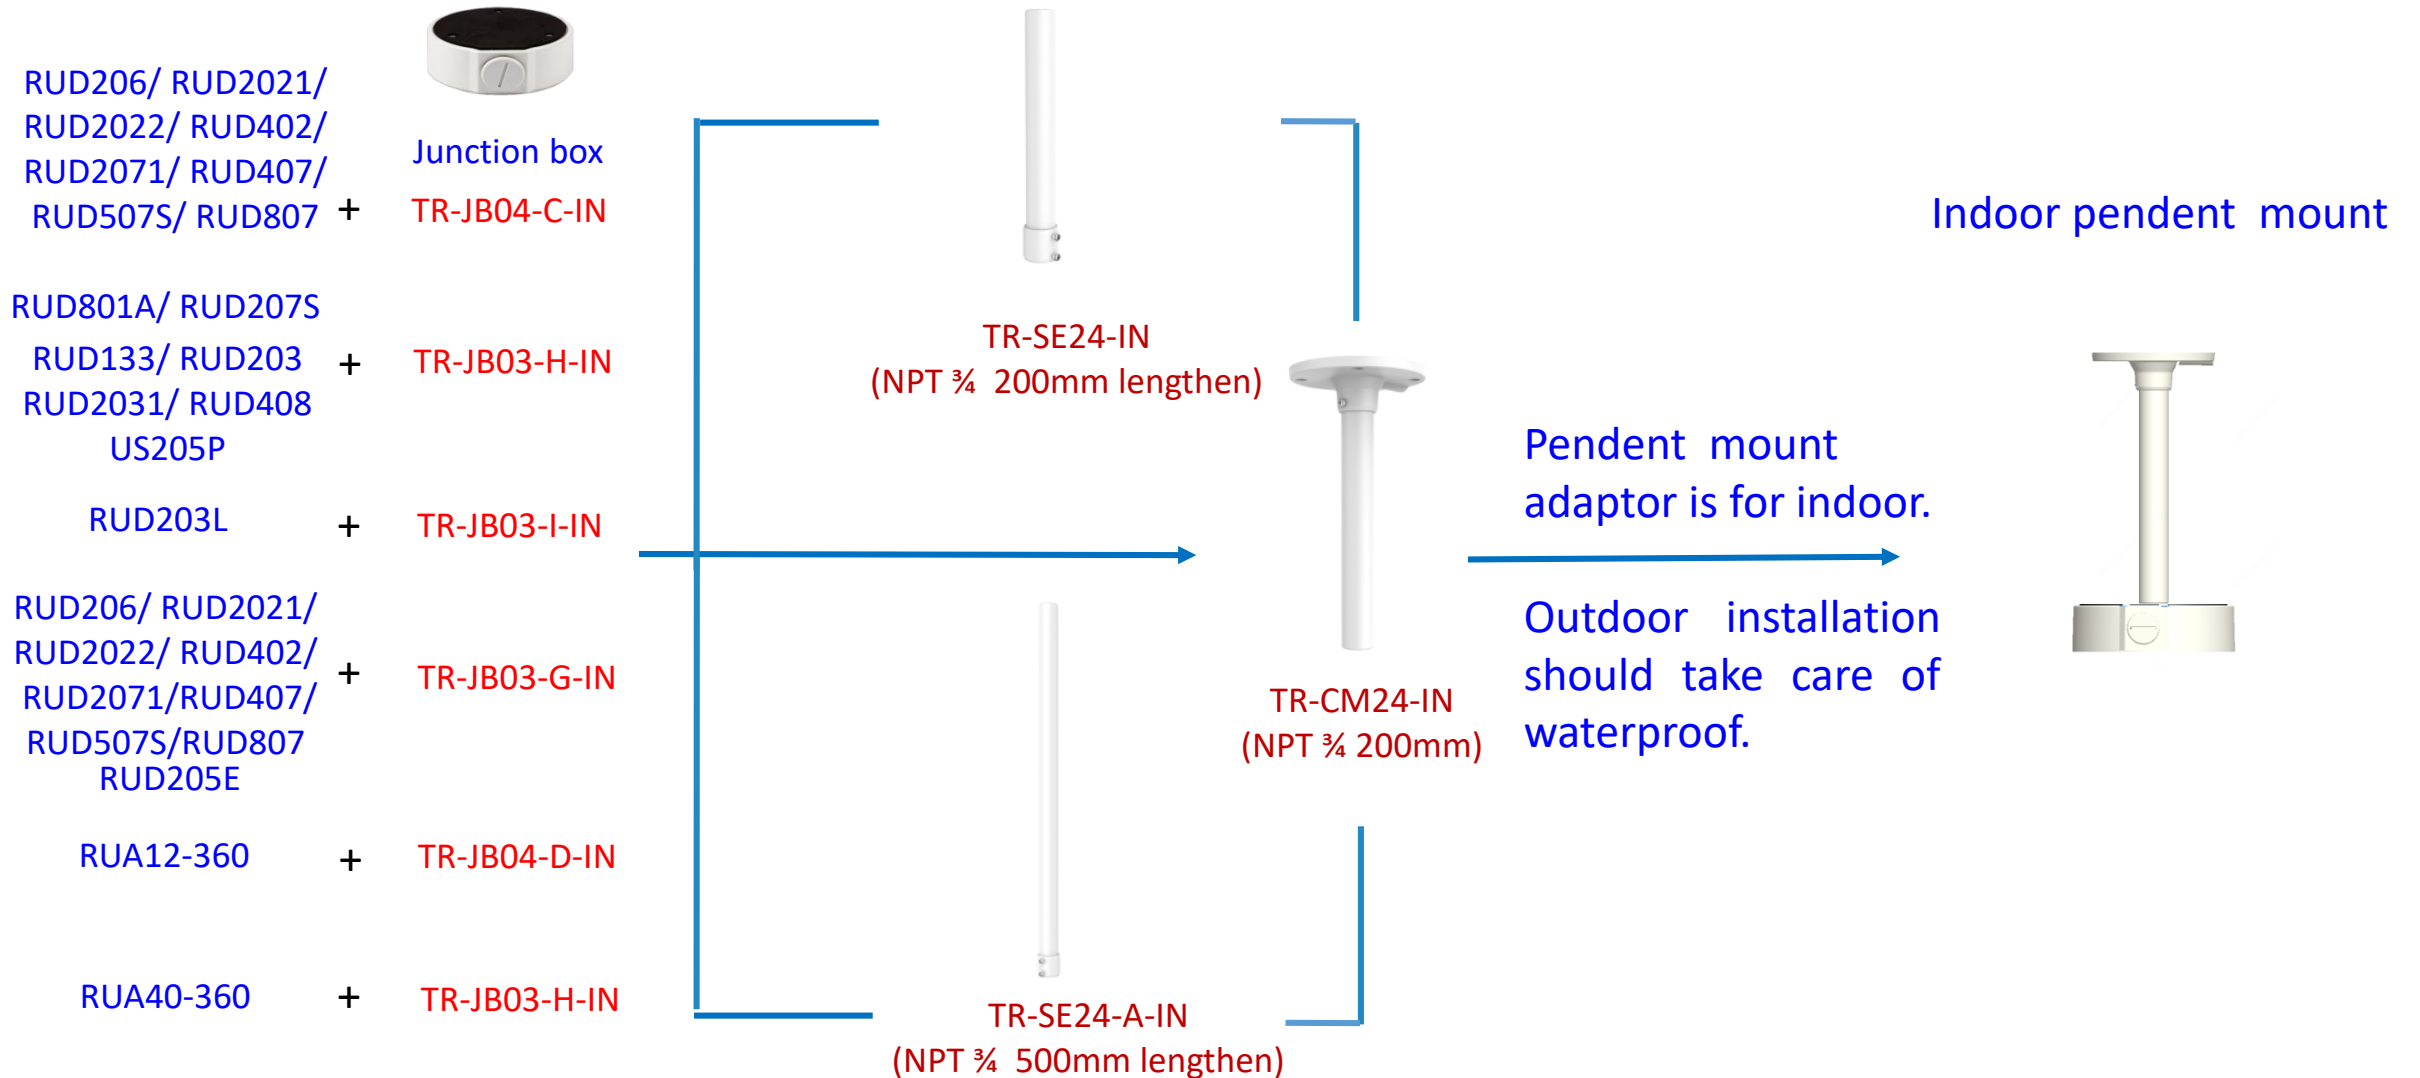 RUD206/ RUD2021/
RUD2022/ RUD402/
RUD2071/ RUD407/
RUD507S/ RUD807
+
Junction box
TR-JB04-C-IN
RUD801A/ RUD207S
RUD133/ RUD203
RUD2031/ RUD408
US205P
+
TR-JB03-H-IN
RUD203L
+
TR-JB03-I-IN
RUD206/ RUD2021/
RUD2022/ RUD402/
RUD2071/RUD407/
RUD507S/RUD807
RUD205E
+
TR-JB03-G-IN
RUA12-360
+
TR-JB04-D-IN
RUA40-360
+
TR-JB03-H-IN
TR-SE24-IN
(NPT ¾  200mm lengthen)
TR-SE24-A-IN
(NPT ¾  500mm lengthen)
TR-CM24-IN
(NPT ¾ 200mm)
Pendent  mount
adaptor is for indoor.
Outdoor installation
should take care of
waterproof.
Indoor pendent  mount